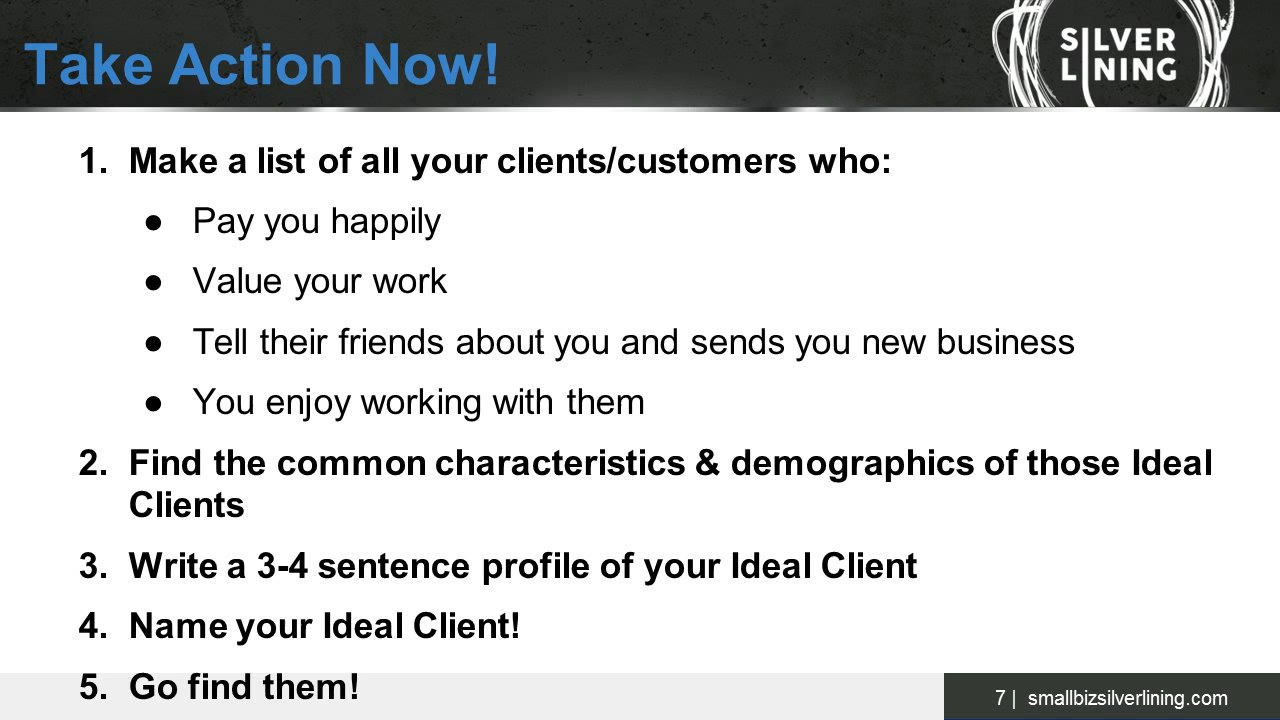 Take Action Now!
SILVER
LINING
1. Make a list of all your clients/customers who:
● Pay you happily
● Value your work
● Tell their friends about you and sends you new business
● You enjoy working with them
2. Find the common characteristics & demographics of those Ideal
Clients
3. Write a 3-4 sentence profile of your Ideal Client
4. Name your Ideal Client!
5. Go find them!
7 | smallbizsilverlining.com